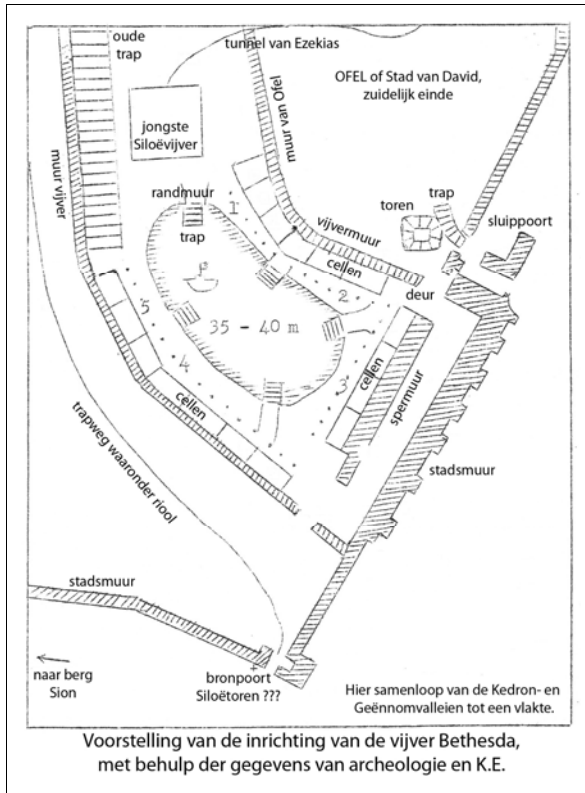 oude
trap
tunnel van Ezekias
OFEL of Stad van David,
zuidelijk einde
jongste
Siloëvijver
muur van Ofel
muur vijver
randmuur
trap
1
vijvermuur
toren
trap
sluippoort
cellen
2
deur
35 - 40 m
5
4
3
cellen
spermuur
cellen
stadsmuur
trapweg waaronder riool
stadsmuur
naar berg
Sion
bronpoort
Siloëtoren ???
Hier samenloop van de Kedron- en
Geënnomvalleien tot een vlakte.
Voorstelling van de inrichting van de vijver Bethesda,
met behulp der gegevens van archeologie en K.E.